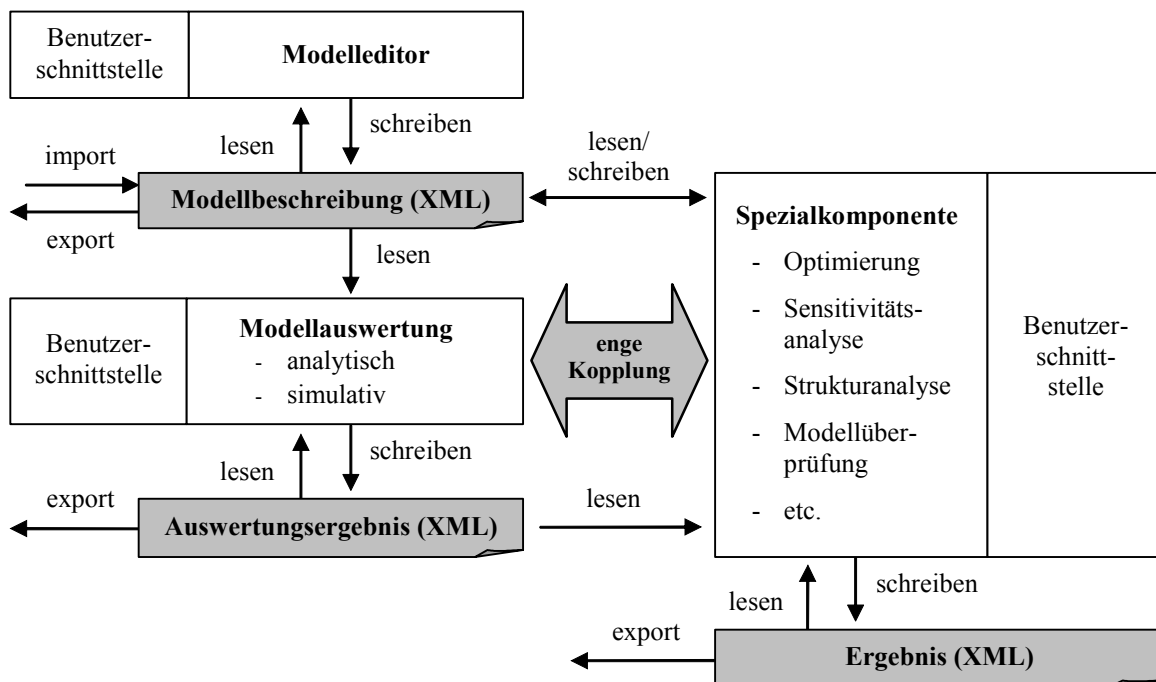 Benutzer-
schnittstelle
Modelleditor
lesen
schreiben
import
export
Modellbeschreibung (XML)
lesen/
schreiben
lesen
Benutzer-
schnittstelle
Modellauswertung
- analytisch
- simulativ
enge
Kopplung
Spezialkomponente
- Optimierung
- Sensitivitäts-
analyse
- Strukturanalyse
- Modellüber-
prüfung
- etc.
Benutzer-
schnitt-
stelle
lesen
schreiben
export
Auswertungsergebnis (XML)
lesen
lesen
schreiben
export
Ergebnis (XML)